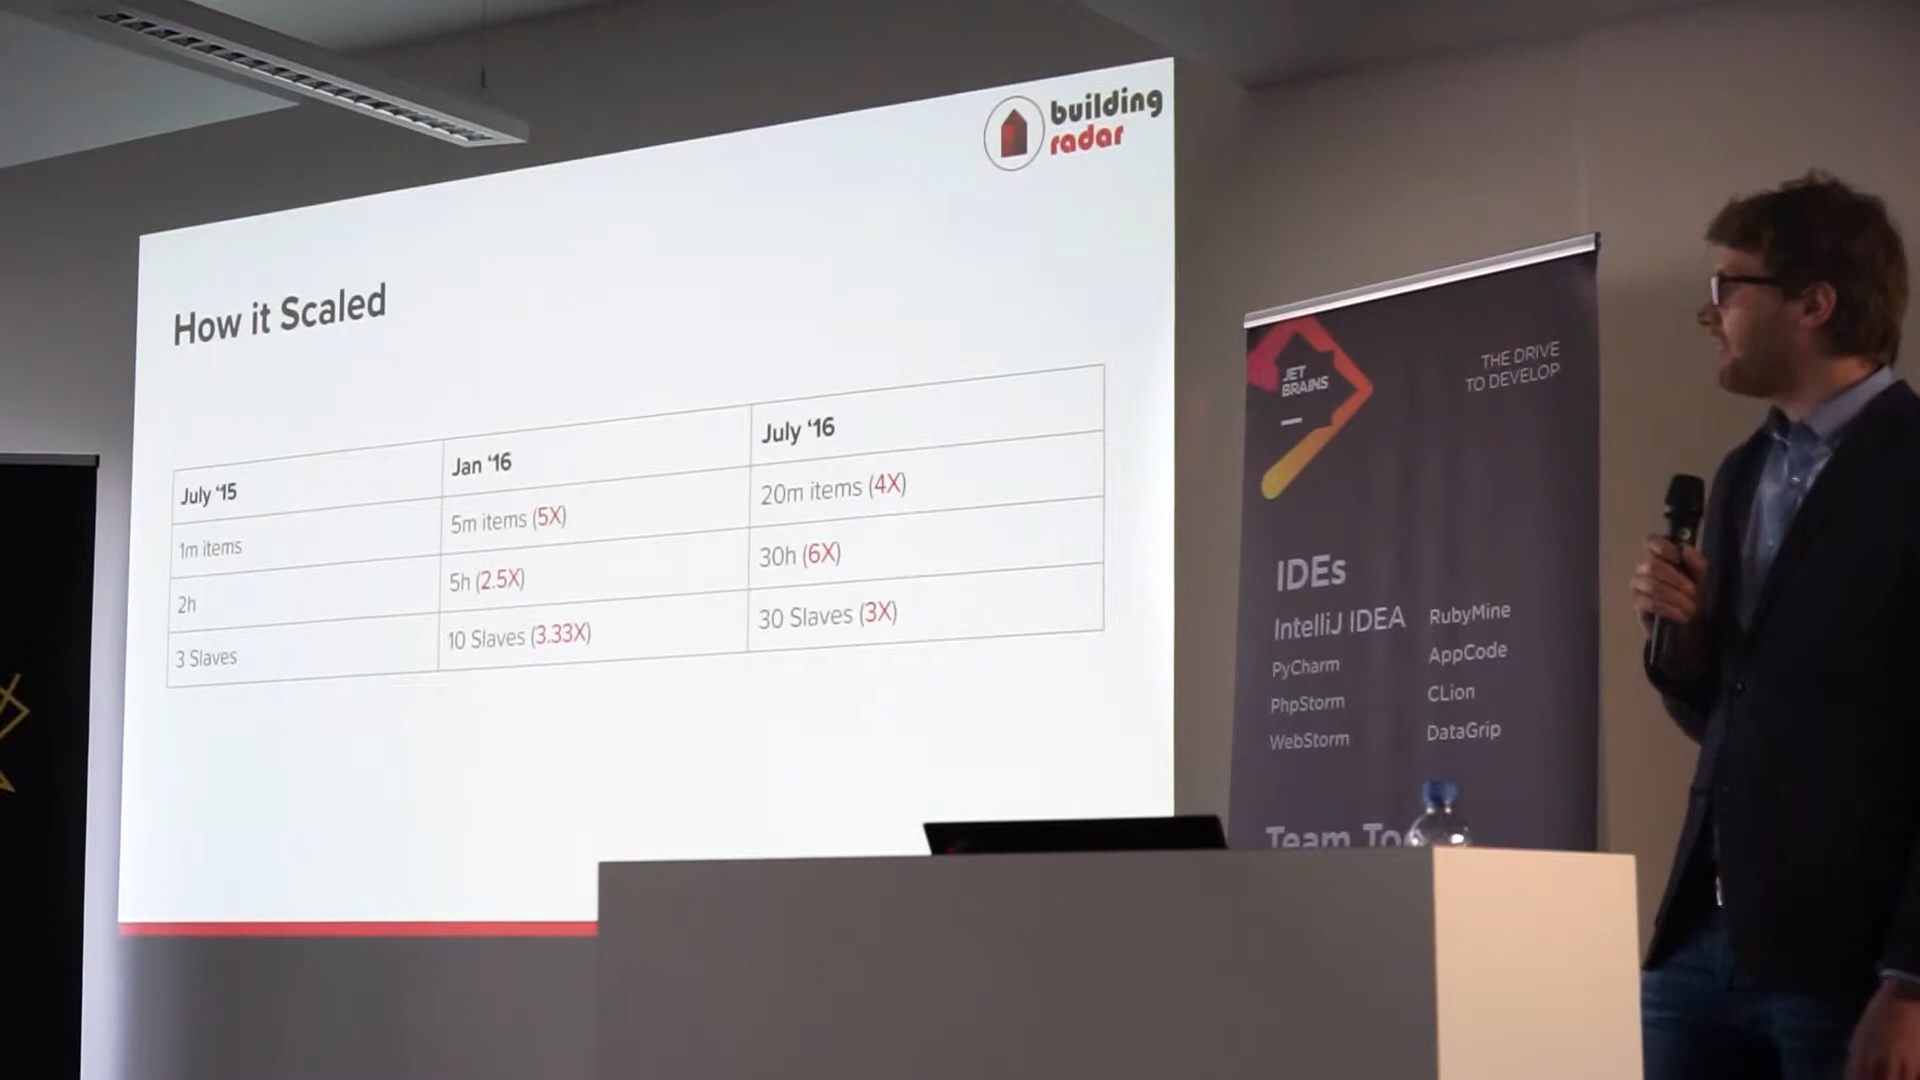 building
radar
How it Scaled
July ‘15
Jan ‘16
July ‘16
1m items
5m items (5X)
20m items (4X)
2h
5h (2.5X)
30h (6X)
3 Slaves
10 Slaves (3.33X)
30 Slaves (3X)
JET
BRAINS
THE DRIVE
TO DEVELOP
IDEs
IntelliJ IDEA
PyCharm
PhpStorm
WebStorm
RubyMine
AppCode
CLion
DataGrip
Team